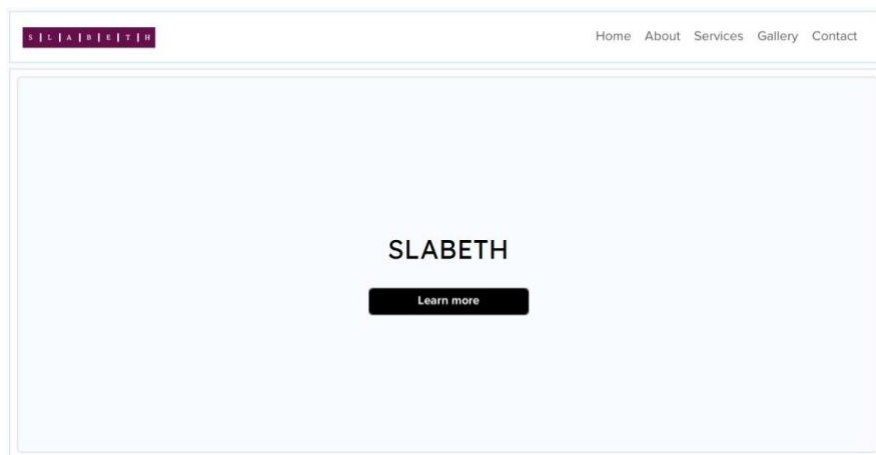 S|L|A|B|E|T|H
Home About Services Gallery Contact
SLABETH
Learn more